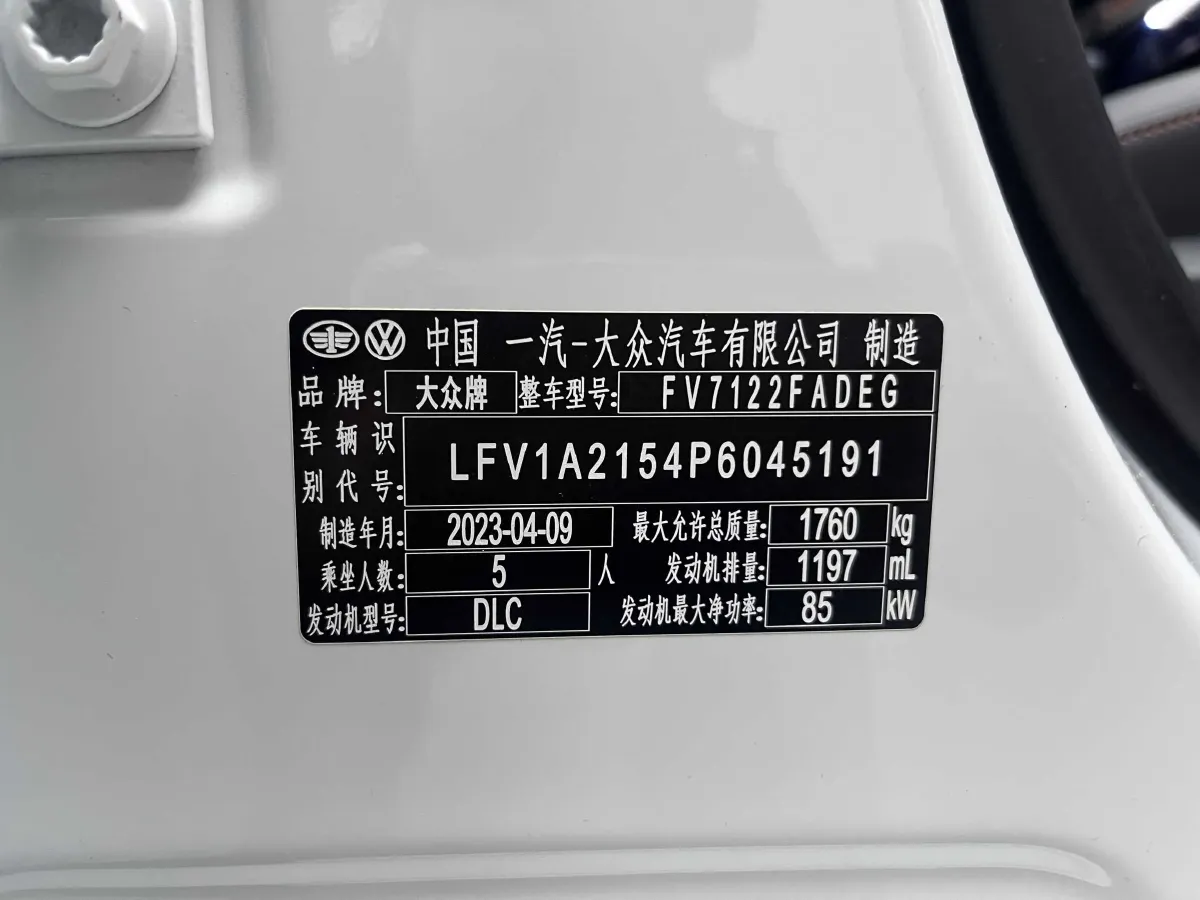 中国 一汽-大众汽车有限公司 制造
品牌: 大众牌 整车型号: FV7122FADEG
车辆识别代号: LFV1A2154P6045191
制造年月: 2023-04-09 最大允许总质量: 1760 kg
乘坐人数: 5 人 发动机排量: 1197 mL
发动机型号: DLC 发动机最大净功率: 85 kW